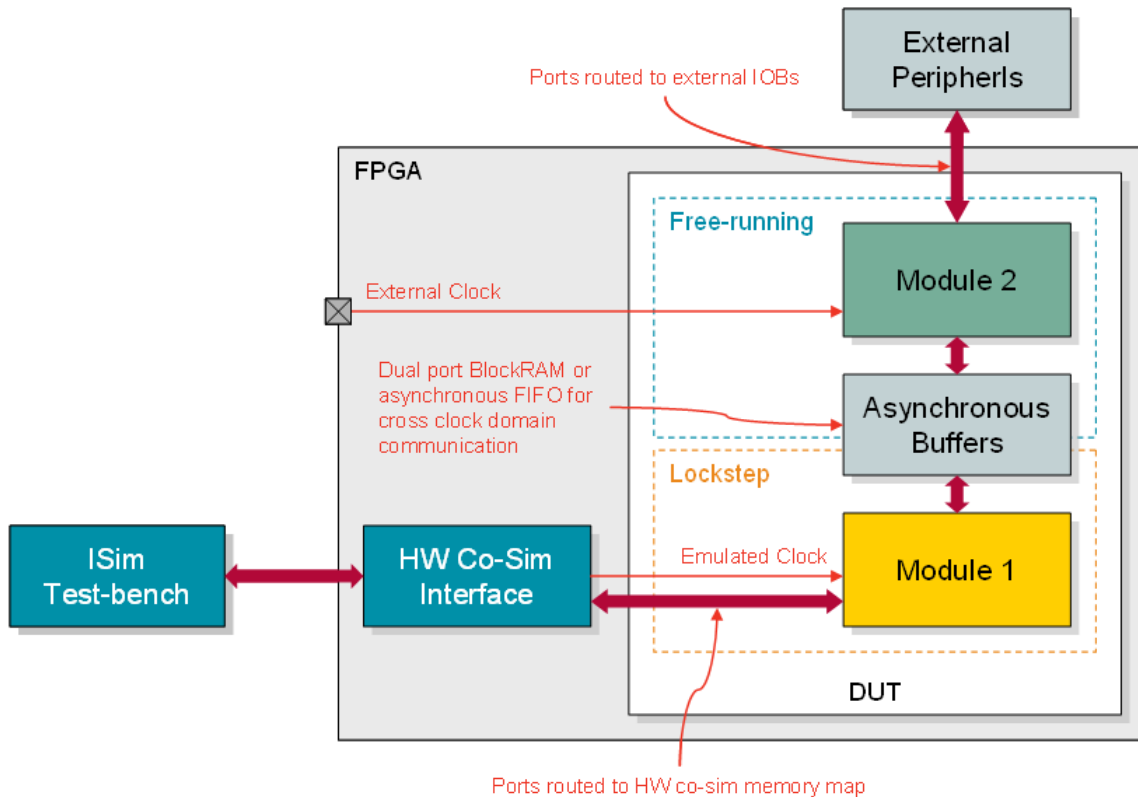 External
Peripherls
Ports routed to external IOBs
FPGA
Free-running
Module 2
External Clock
Dual port BlockRAM or
asynchronous FIFO for
cross clock domain
communication
Asynchronous
Buffers
Lockstep
ISim
Test-bench
HW Co-Sim
Interface
Emulated Clock
Module 1
DUT
Ports routed to HW co-sim memory map